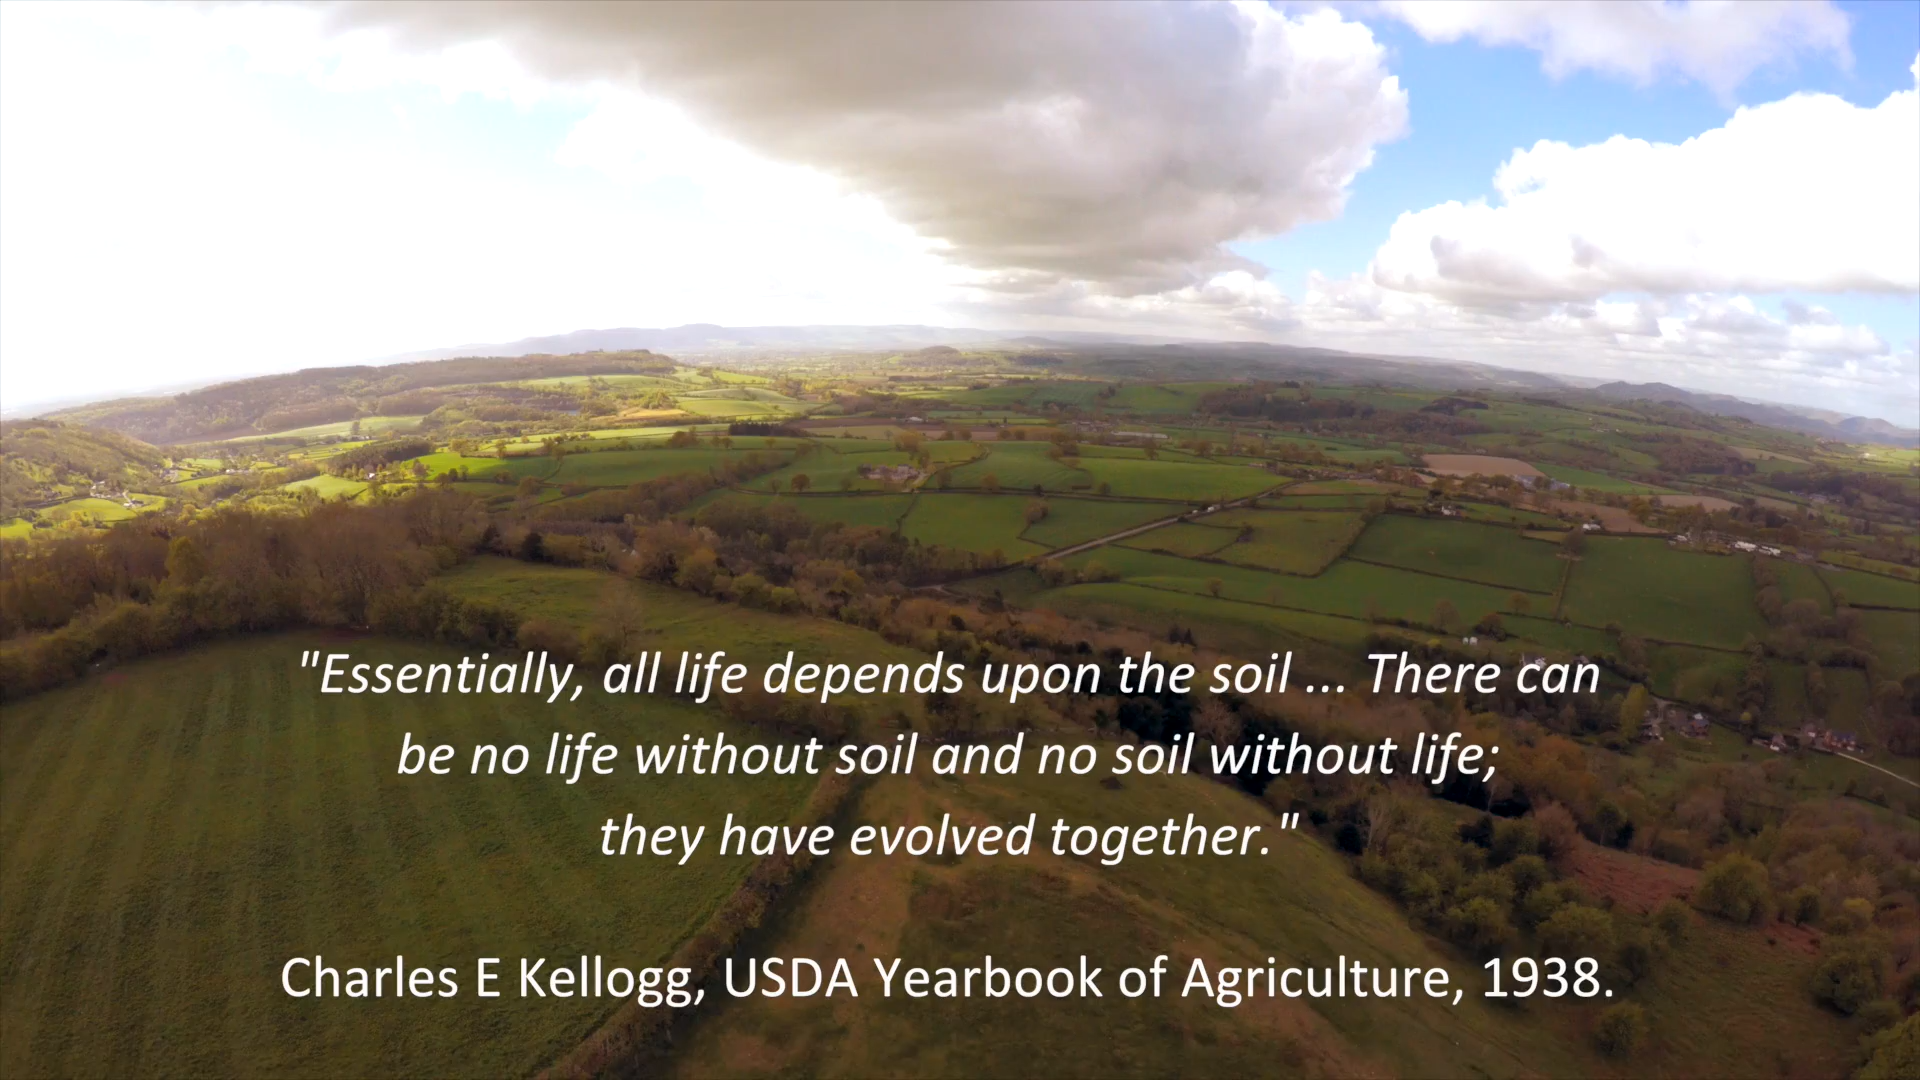 "Essentially, all life depends upon the soil ... There can
be no life without soil and no soil without life;
they have evolved together."
Charles E Kellogg, USDA Yearbook of Agriculture, 1938.